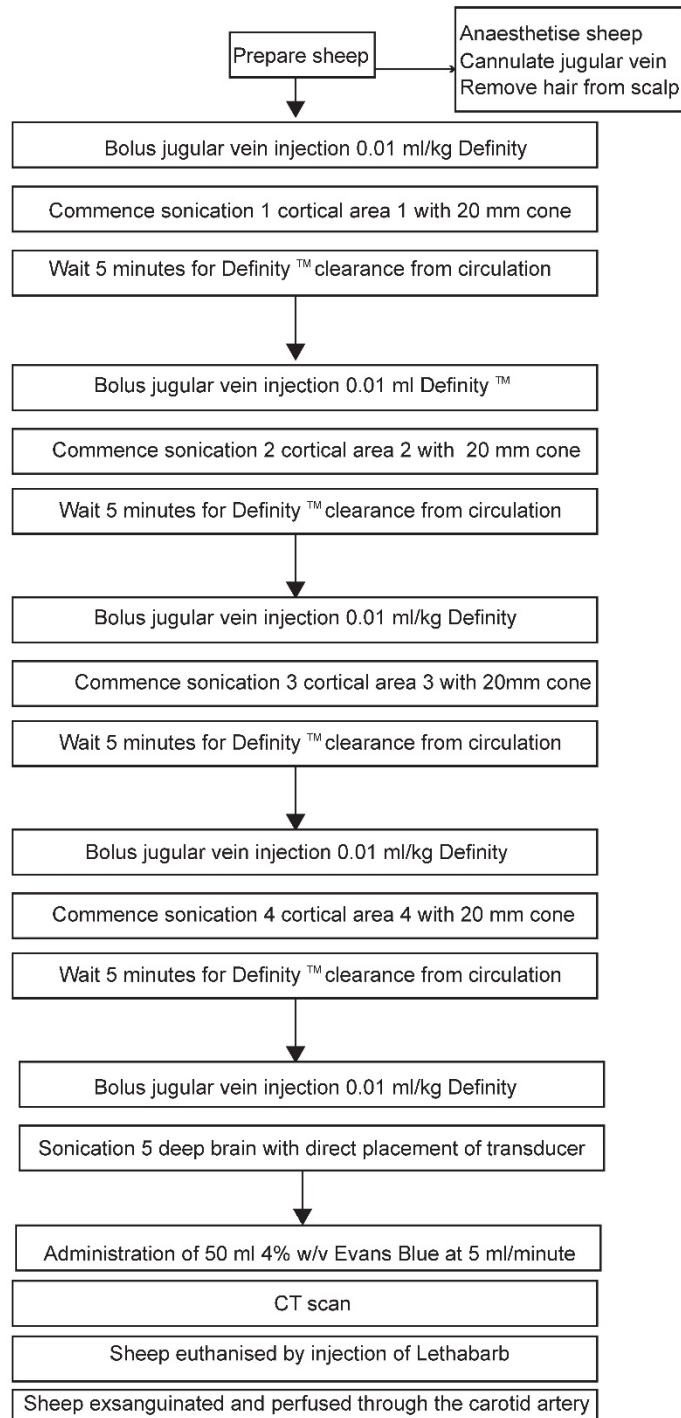 Prepare sheep
Anaesthetise sheep
Cannulate jugular vein
Remove hair from scalp
Bolus jugular vein injection 0.01 ml/kg Definity
Commence sonication 1 cortical area 1 with 20 mm cone
Wait 5 minutes for Definity ™ clearance from circulation
Bolus jugular vein injection 0.01 ml Definity ™
Commence sonication 2 cortical area 2 with 20 mm cone
Wait 5 minutes for Definity ™ clearance from circulation
Bolus jugular vein injection 0.01 ml/kg Definity
Commence sonication 3 cortical area 3 with 20mm cone
Wait 5 minutes for Definity ™ clearance from circulation
Bolus jugular vein injection 0.01 ml/kg Definity
Commence sonication 4 cortical area 4 with 20 mm cone
Wait 5 minutes for Definity ™ clearance from circulation
Bolus jugular vein injection 0.01 ml/kg Definity
Sonication 5 deep brain with direct placement of transducer
Administration of 50 ml 4% w/v Evans Blue at 5 ml/minute
CT scan
Sheep euthanised by injection of Lethabarb
Sheep exsanguinated and perfused through the carotid artery